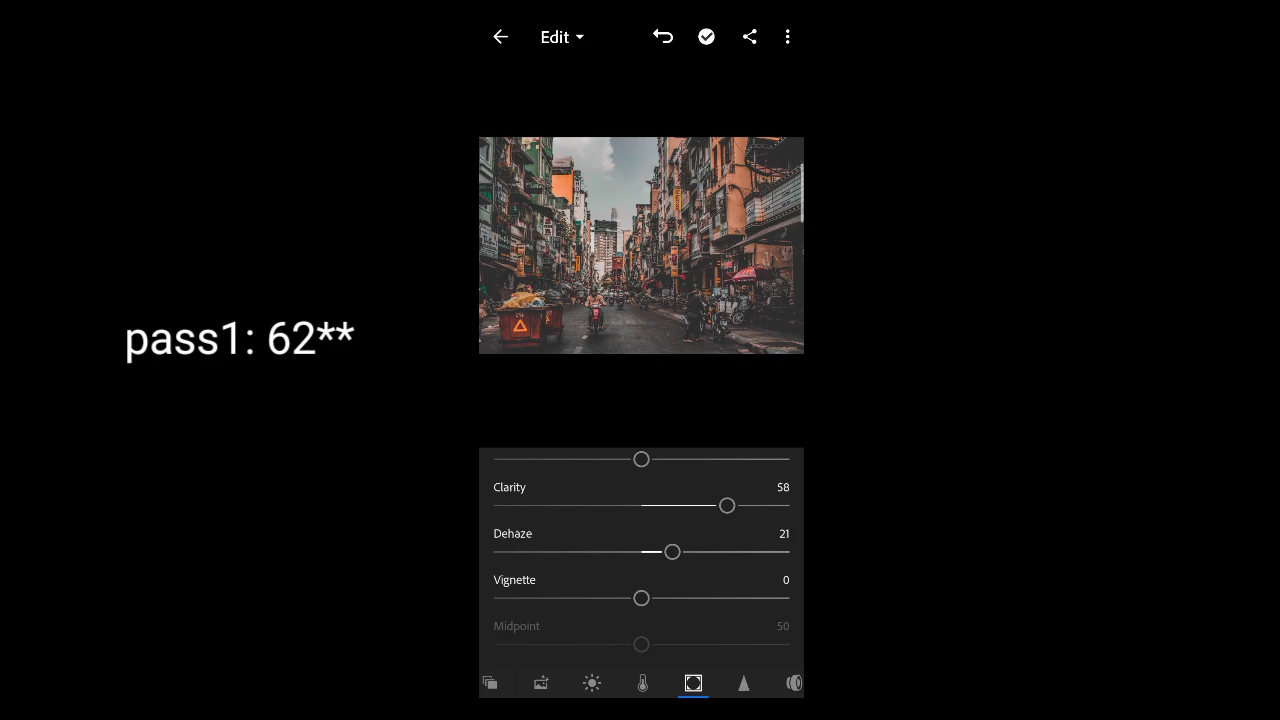 Edit
pass1: 62**
Clarity 58
Dehaze 21
Vignette 0
Midpoint 50